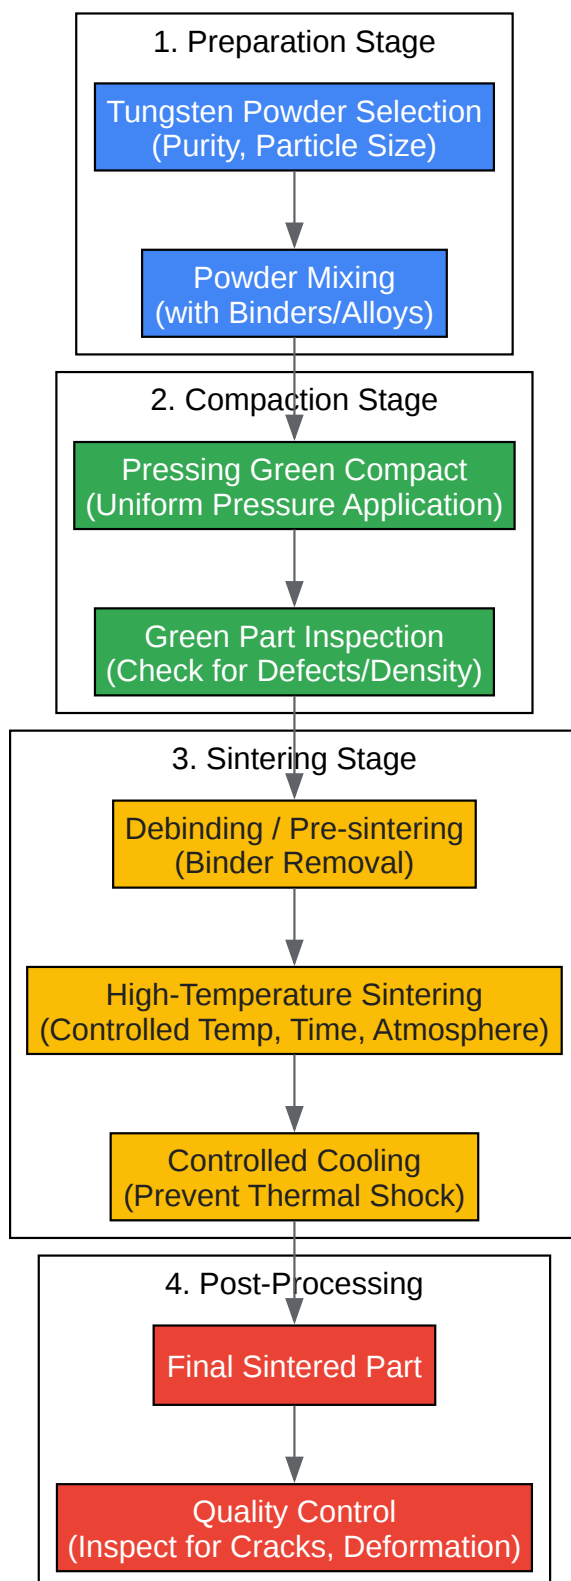 1. Preparation Stage
Tungsten Powder Selection
(Purity, Particle Size)
Powder Mixing
(with Binders/Alloys)
2. Compaction Stage
Pressing Green Compact
(Uniform Pressure Application)
Green Part Inspection
(Check for Defects/Density)
3. Sintering Stage
Debinding / Pre-sintering
(Binder Removal)
High-Temperature Sintering
(Controlled Temp, Time, Atmosphere)
Controlled Cooling
(Prevent Thermal Shock)
4. Post-Processing
Final Sintered Part
Quality Control
(Inspect for Cracks, Deformation)